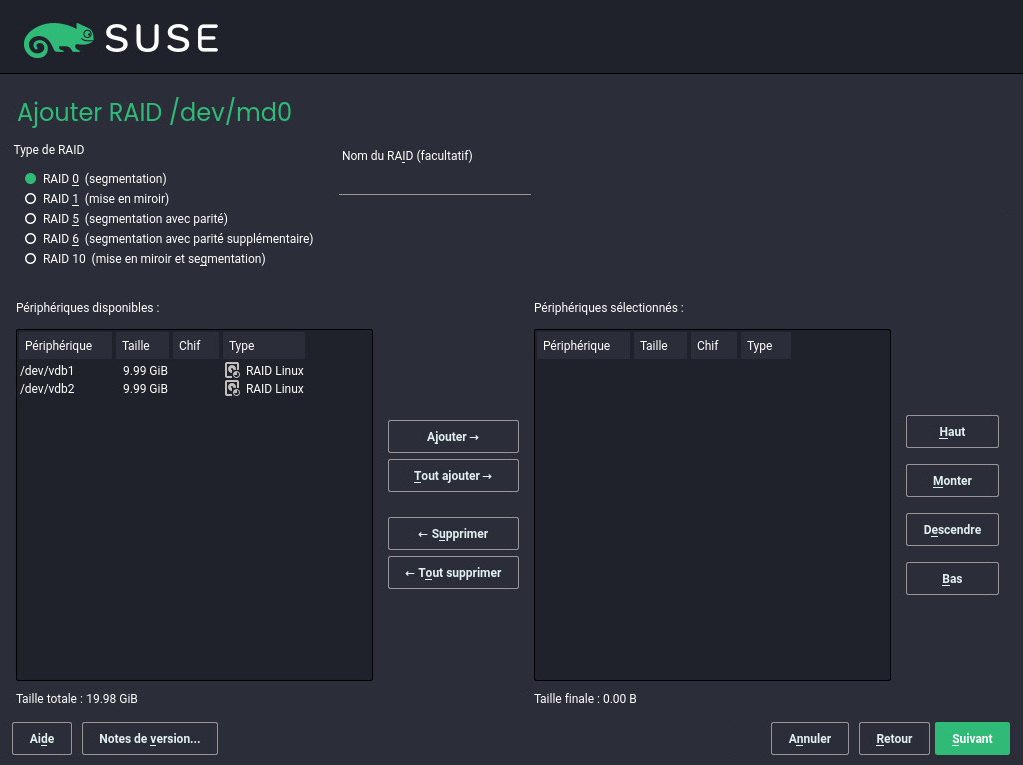 SUSE
Ajouter RAID /dev/md0
Type de RAID
Nom du RAID (facultatif)
RAID 0 (segmentation)
RAID 1 (mise en miroir)
RAID 5 (segmentation avec parité)
RAID 6 (segmentation avec parité supplémentaire)
RAID 10 (mise en miroir et segmentation)
Périphériques disponibles :
Périphérique Taille Chif Type
/dev/vdb1 9.99 GiB RAID Linux
/dev/vdb2 9.99 GiB RAID Linux
Taille totale : 19.98 GiB
Ajouter →
Tout ajouter →
← Supprimer
← Tout supprimer
Périphériques sélectionnés :
Périphérique Taille Chif Type
Taille finale : 0.00 B
Haut
Monter
Descendre
Bas
Aide Notes de version... Annuler Retour Suivant